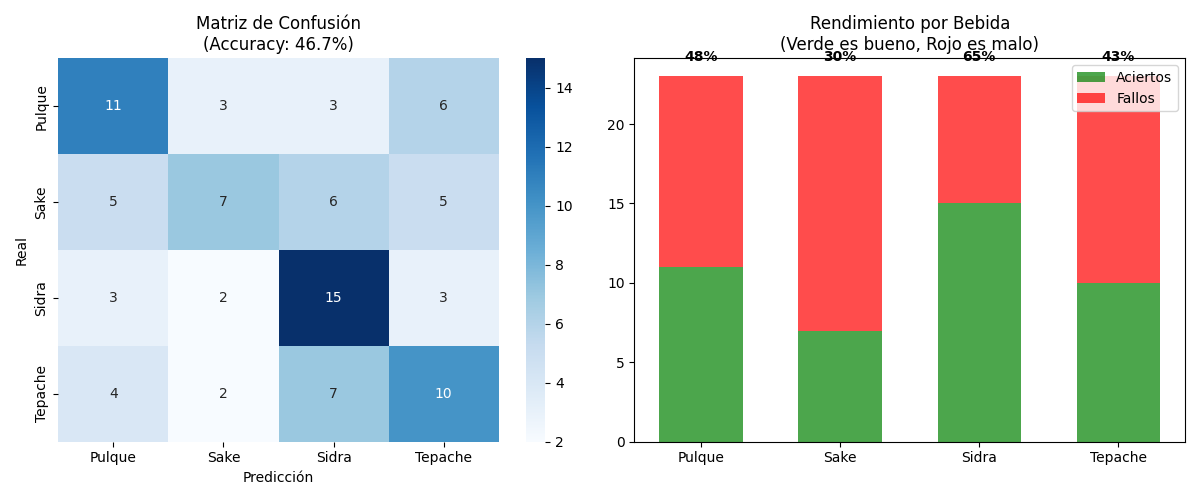 Matriz de Confusión
(Accuracy: 46.7%)
Pulque
11
3
3
6
Sake
5
7
6
5
Sidra
3
2
15
3
Tepache
4
2
7
10
Real
Pulque
Sake
Sidra
Tepache
Predicción
14
12
10
8
6
4
2
Rendimiento por Bebida
(Verde es bueno, Rojo es malo)
48%
30%
65%
43%
Aciertos
Fallos
20
15
10
5
0
Pulque
Sake
Sidra
Tepache